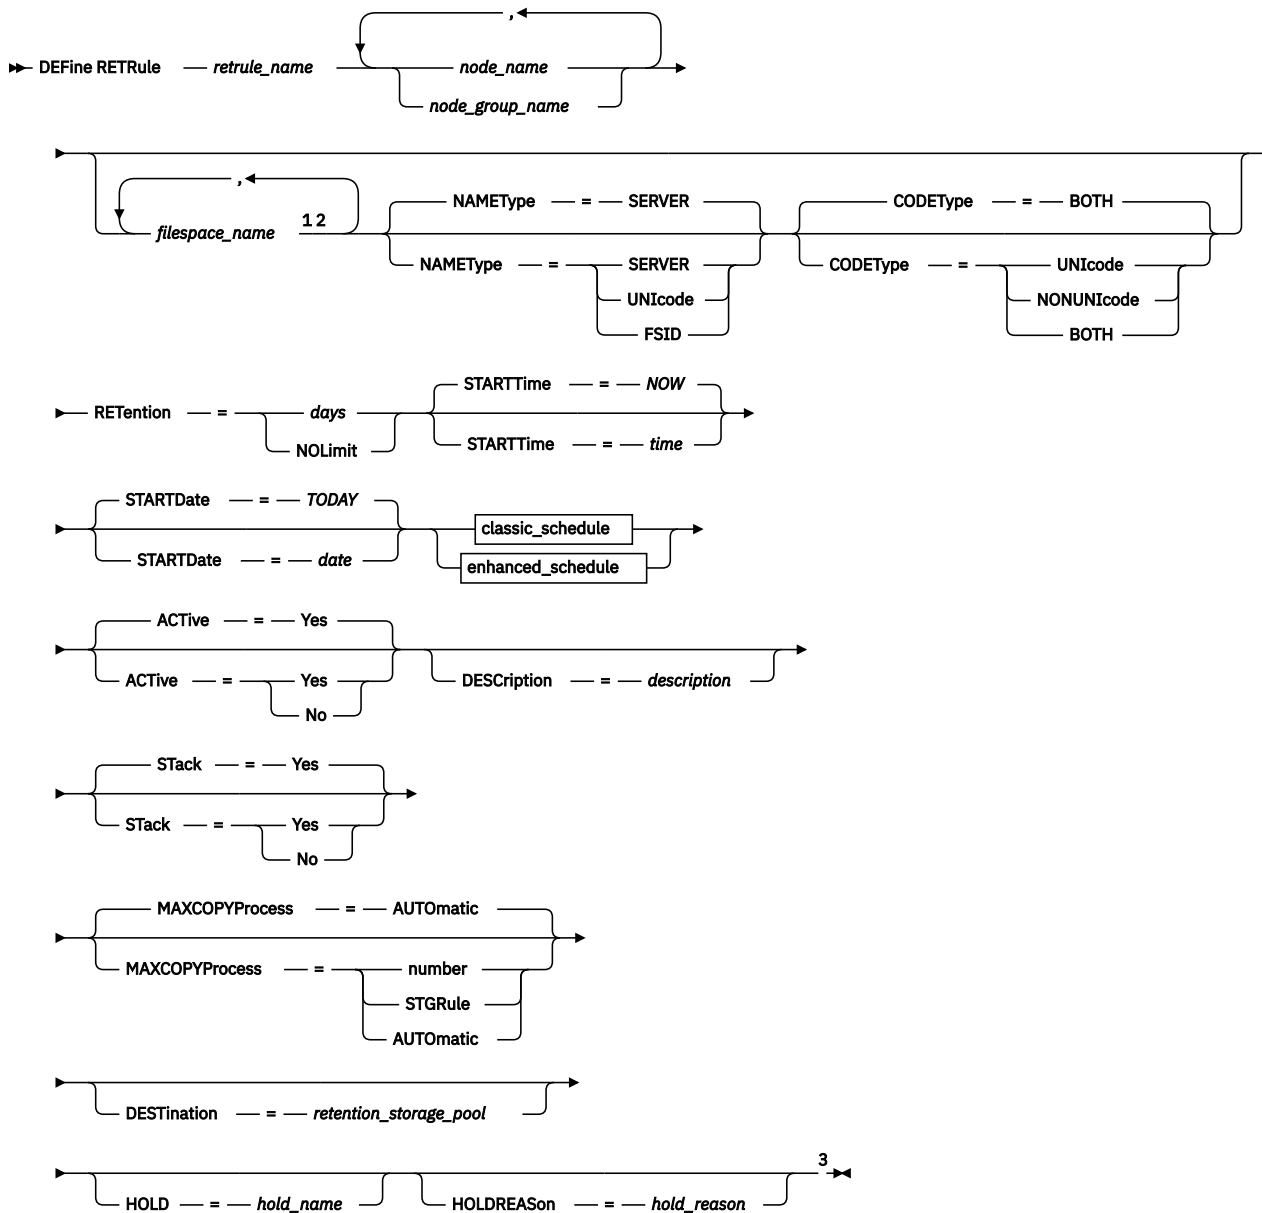 ,
DEFine RETRule retrule_name node_name
node_group_name
,
NAMEType = SERVER CODEType = BOTH
filespace_name 1 2
NAMEType = SERVER CODEType = UNIcode
UNIcode NONUNIcode
FSID BOTH
STARTTime = NOW
RETention = days
NOLimit STARTTime = time
STARTDate = TODAY
classic_schedule
STARTDate = date enhanced_schedule
ACTive = Yes
ACTive = Yes DESCription = description
No
STack = Yes
STack = Yes
No
MAXCOPYProcess = AUTOmatic
MAXCOPYProcess = number
STGRule
AUTOmatic
DESTination = retention_storage_pool
3
HOLD = hold_name HOLDREASon = hold_reason